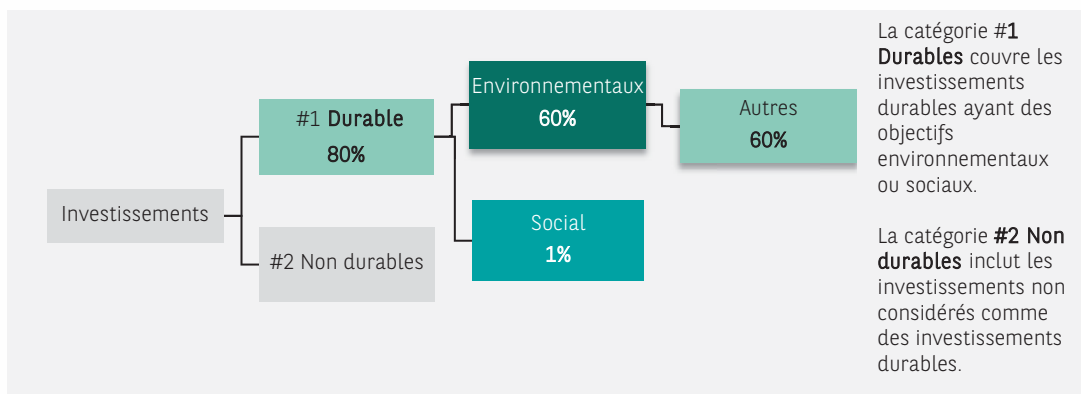 Investissements
#1 Durable
80%
#2 Non durables
Environnementaux
60%
Social
1%
Autres
60%
La catégorie #1
Durables couvre les
investissements
durables ayant des
objectifs
environnementaux
ou sociaux.
La catégorie #2 Non
durables inclut les
investissements non
considérés comme
des investissements
durables.